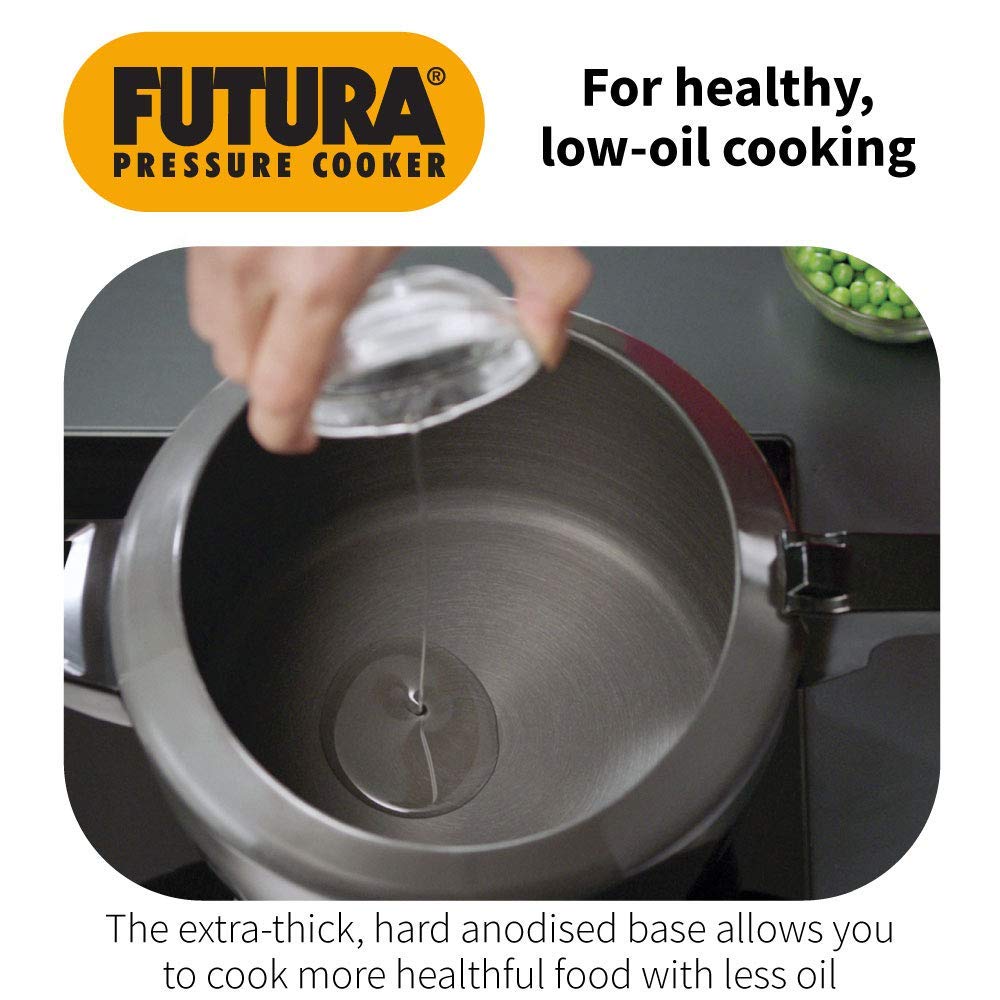 FUTURA®
PRESSURE COOKER
For healthy,
low-oil cooking
The extra-thick, hard anodised base allows you
to cook more healthful food with less oil